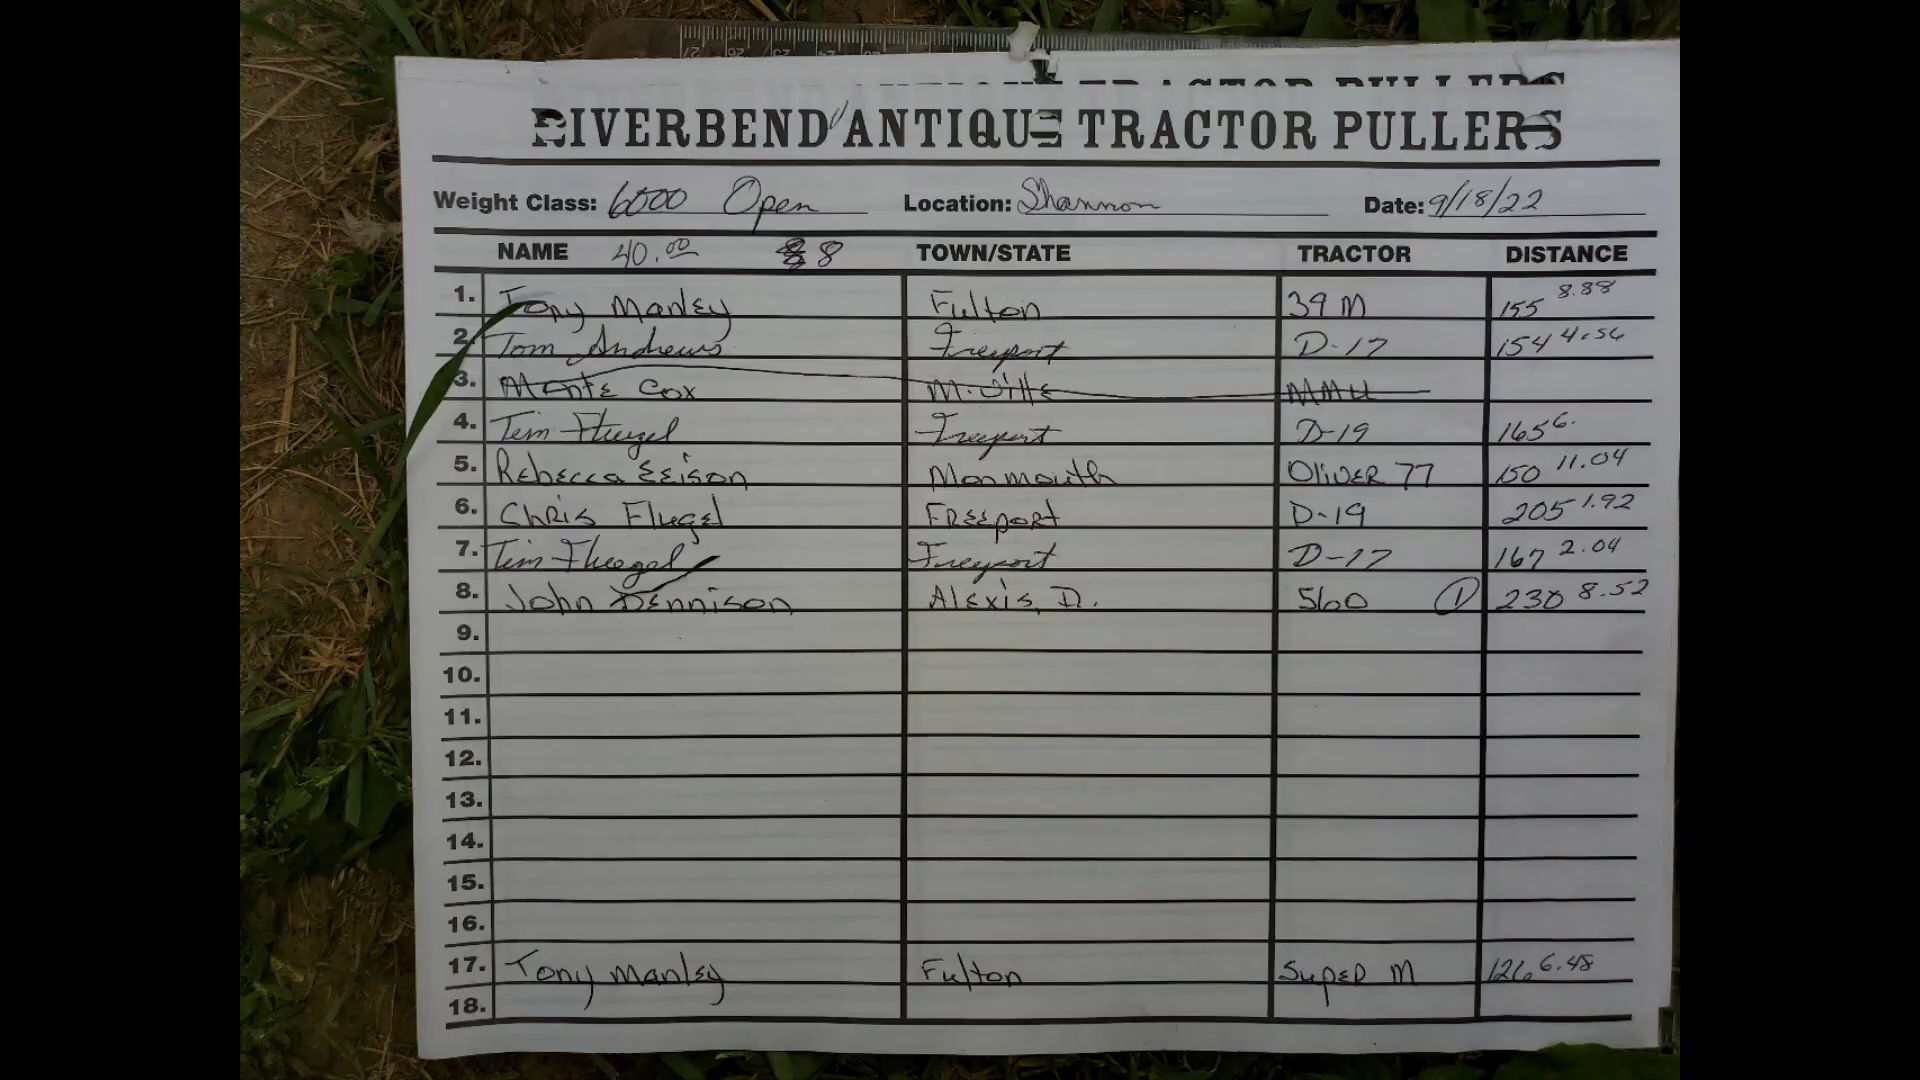 RIVERBEND ANTIQUE TRACTOR PULLERS
Weight Class: 6000 Open Location: Shannon Date: 9/18/22
NAME 40.00 8 TOWN/STATE TRACTOR DISTANCE
1. Tony Manley Fulton 39 M 155 8.88
2. Tom Andrews Freeport D-17 154 4.56
3. Monte Cox M.ville MMU
4. Tim Fluegel Freeport D-19 165 6.
5. Rebecca Eeison Monmouth Oliver 77 150 11.04
6. Chris Flugel Freeport D-19 205 1.92
7. Tim Fluegel Freeport D-17 167 2.04
8. John Dennison Alexis, D. 560 1 230 8.52
9.
10.
11.
12.
13.
14.
15.
16.
17. Tony Manley Fulton Super M 126 6.48
18.